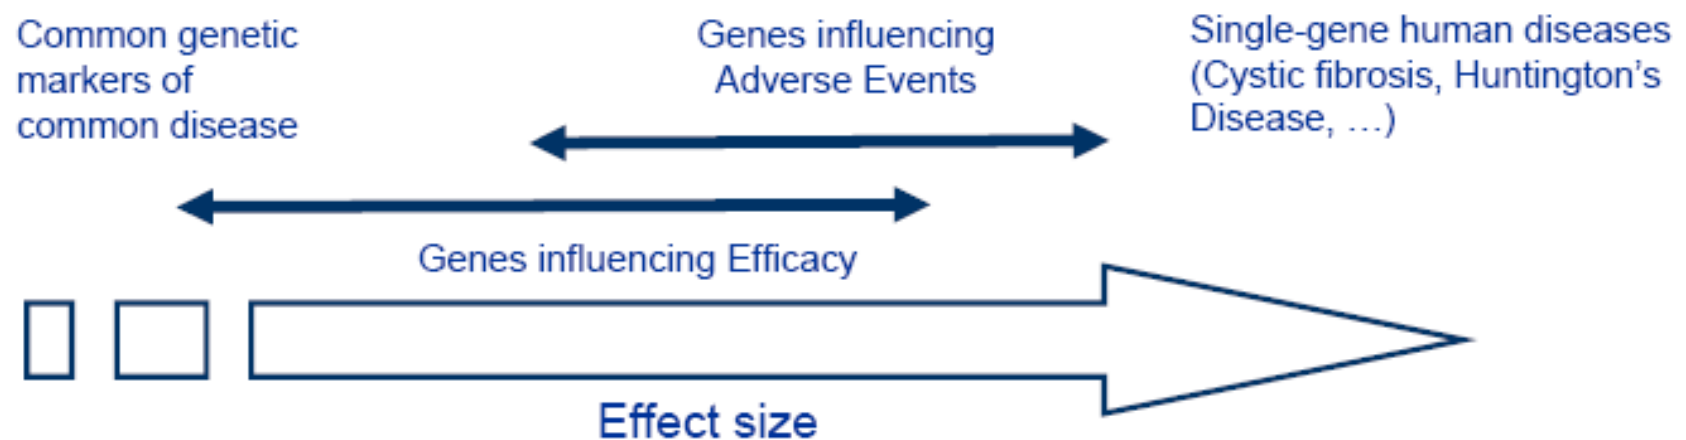 Common genetic
markers of
common disease
Genes influencing
Adverse Events
Single-gene human diseases
(Cystic fibrosis, Huntington’s
Disease, …)
Genes influencing Efficacy
Effect size